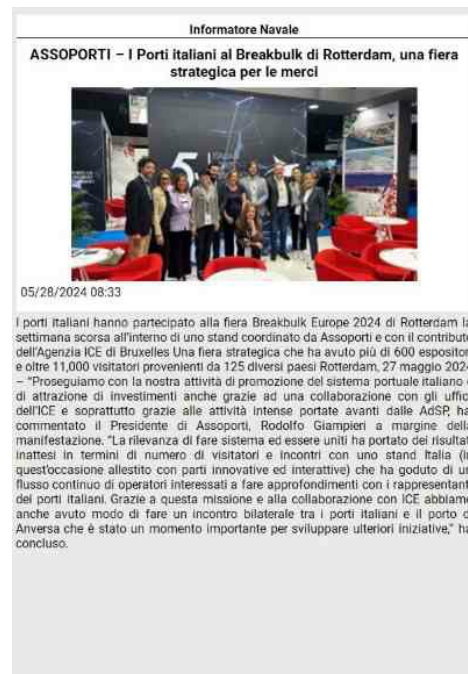 Informatore Navale
ASSOPORTI – I Porti italiani al Breakbulk di Rotterdam, una fiera
strategica per le merci
5
05/28/2024 08:33
I porti italiani hanno partecipato alla fiera Breakbulk Europe 2024 di Rotterdam la
settimana scorsa all'interno di uno stand coordinato da Assoporti e con il contributo
dell'Agenzia ICE di Bruxelles Una fiera strategica che ha avuto più di 600 espositor
e oltre 11,000 visitatori provenienti da 125 diversi paesi Rotterdam, 27 maggio 202
– "Proseguiamo con la nostra attività di promozione del sistema portuale italiano e
di attrazione di investimenti anche grazie ad una collaborazione con gli uffic
dell'ICE e soprattutto grazie alle attività intense portate avanti dalle AdSP, ha
commentato il Presidente di Assoporti, Rodolfo Giampieri a margine della
manifestazione. "La rilevanza di fare sistema ed essere uniti ha portato dei risultat
inattesi in termini di numero di visitatori e incontri con uno stand Italia (in
quest'occasione allestito con parti innovative ed interattive) che ha goduto di un
flusso continuo di operatori interessati a fare approfondimenti con i rappresentant
dei porti italiani. Grazie a questa missione e alla collaborazione con ICE abbiamo
anche avuto modo di fare un incontro bilaterale tra i porti italiani e il porto d
Anversa che è stato un momento importante per sviluppare ulteriori iniziative," ha
concluso.